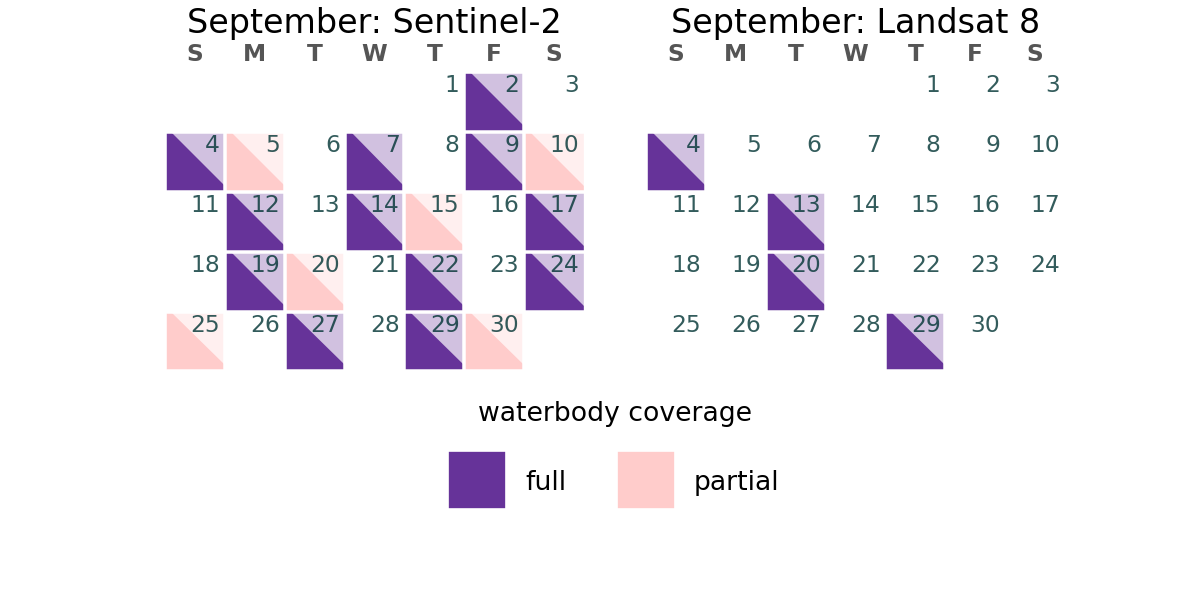 September: Sentinel-2
S M T W T F S
1 2 3
4 5 6 7 8 9 10
11 12 13 14 15 16 17
18 19 20 21 22 23 24
25 26 27 28 29 30
September: Landsat 8
S M T W T F S
1 2 3
4 5 6 7 8 9 10
11 12 13 14 15 16 17
18 19 20 21 22 23 24
25 26 27 28 29 30
waterbody coverage
full partial